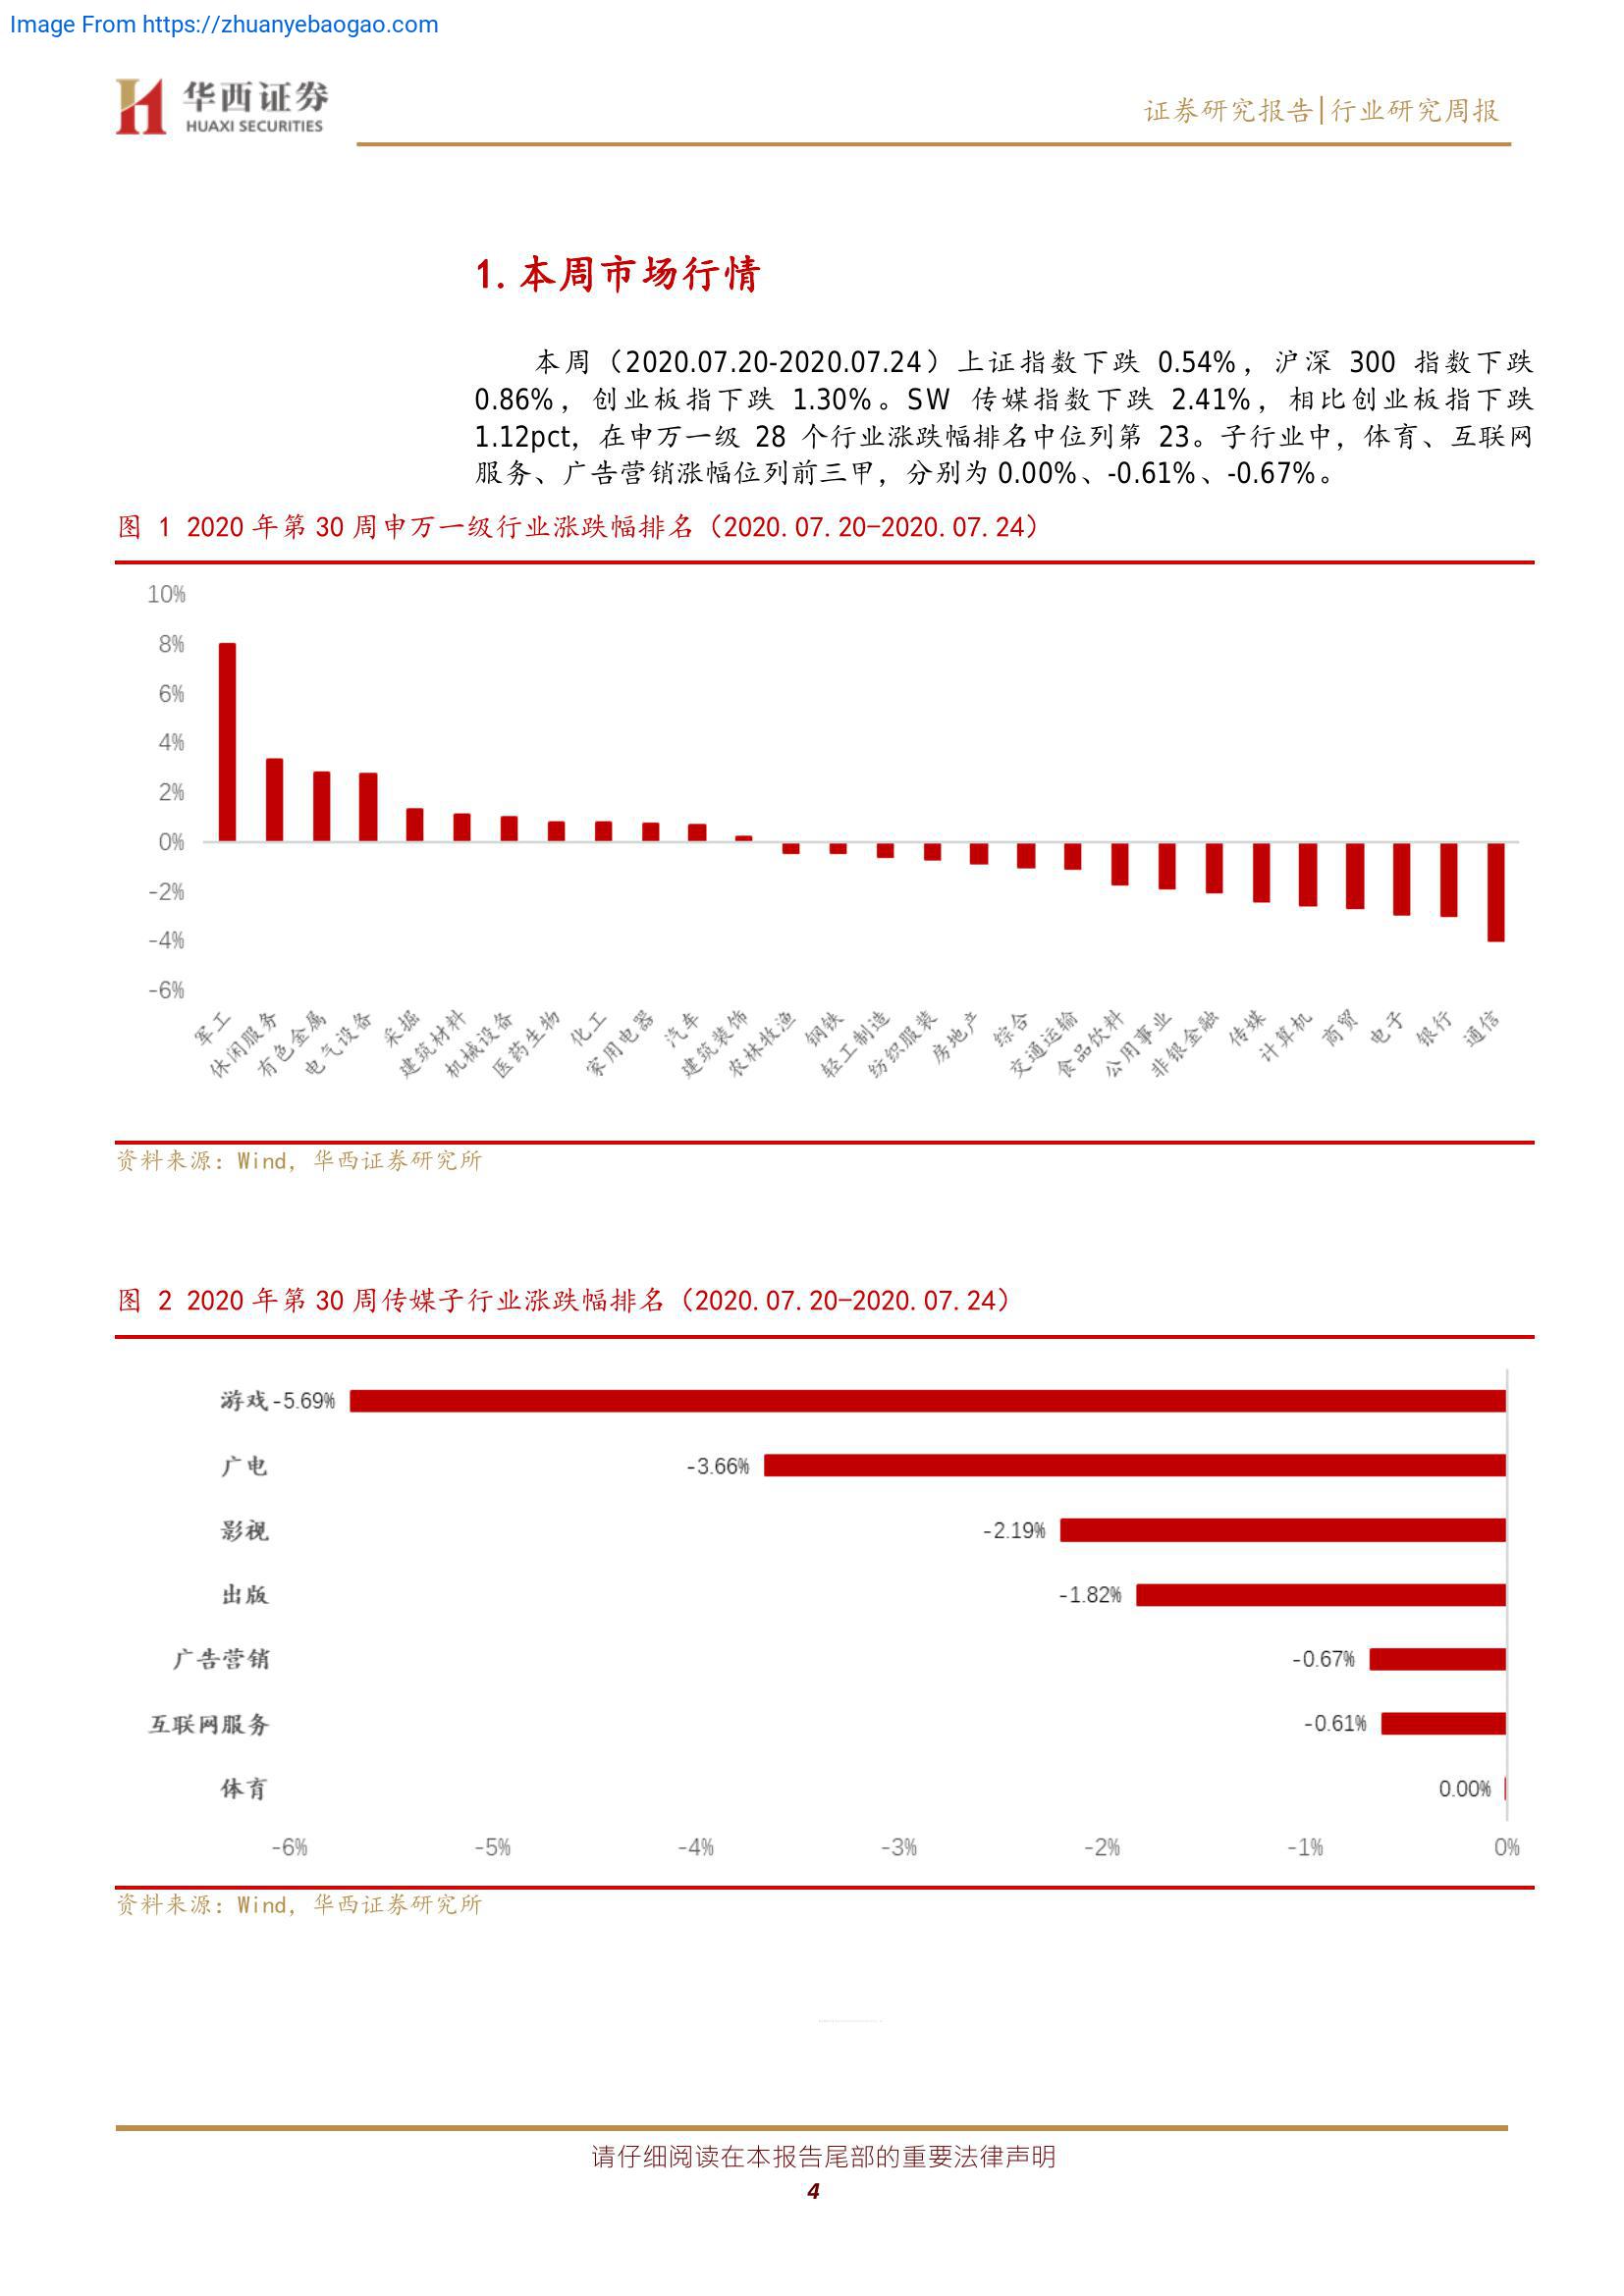 Image From https://zhuanyebaogao.com
华西证券
HUAXI SECURITIES
证券研究报告|行业研究周报
1. 本周市场行情
本周（2020.07.20-2020.07.24）上证指数下跌 0.54%，沪深 300 指数下跌
0.86%，创业板指下跌 1.30%。SW 传媒指数下跌 2.41%，相比创业板指下跌
1.12pct，在申万一级 28 个行业涨跌幅排名中位列第 23。子行业中，体育、互联网
服务、广告营销涨幅位列前三甲，分别为 0.00%、-0.61%、-0.67%。
图 1 2020 年第 30 周申万一级行业涨跌幅排名（2020.07.20-2020.07.24）
10%
8%
6%
4%
2%
0%
-2%
-4%
-6%
军工
休闲服务
有色金属
电气设备
采掘
建筑材料
机械设备
医药生物
化工
家用电器
汽车
建筑装饰
农林牧渔
钢铁
轻工制造
纺织服装
房地产
综合
交通运输
食品饮料
公用事业
非银金融
传媒
计算机
商贸
电子
银行
通信
资料来源：Wind，华西证券研究所
图 2 2020 年第 30 周传媒子行业涨跌幅排名（2020.07.20-2020.07.24）
游戏 -5.69%
广电 -3.66%
影视 -2.19%
出版 -1.82%
广告营销 -0.67%
互联网服务 -0.61%
体育 0.00%
-6% -5% -4% -3% -2% -1% 0%
资料来源：Wind，华西证券研究所
请仔细阅读在本报告尾部的重要法律声明
4